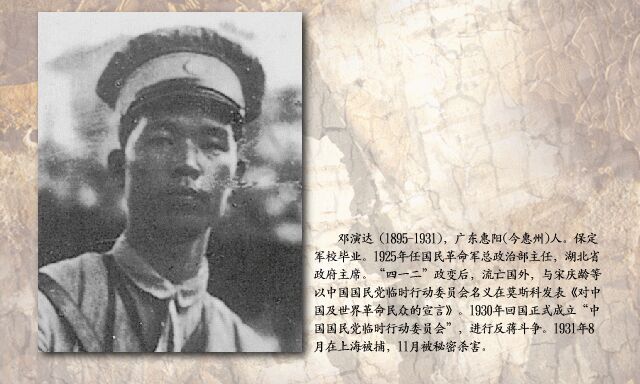 邓演达（1895-1931），广东惠阳(今惠州)人。保定
军校毕业。1925年任国民革命军总政治部主任，湖北省
政府主席。“四一二”政变后，流亡国外，与宋庆龄等
以中国国民党临时行动委员会名义在莫斯科发表《对中
国及世界革命民众的宣言》。1930年回国正式成立“中
国国民党临时行动委员会”，进行反蒋斗争。1931年8
月在上海被捕，11月被秘密杀害。